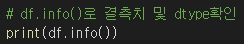 # df.info()로 결측치 및 dtype확인
print(df.info())